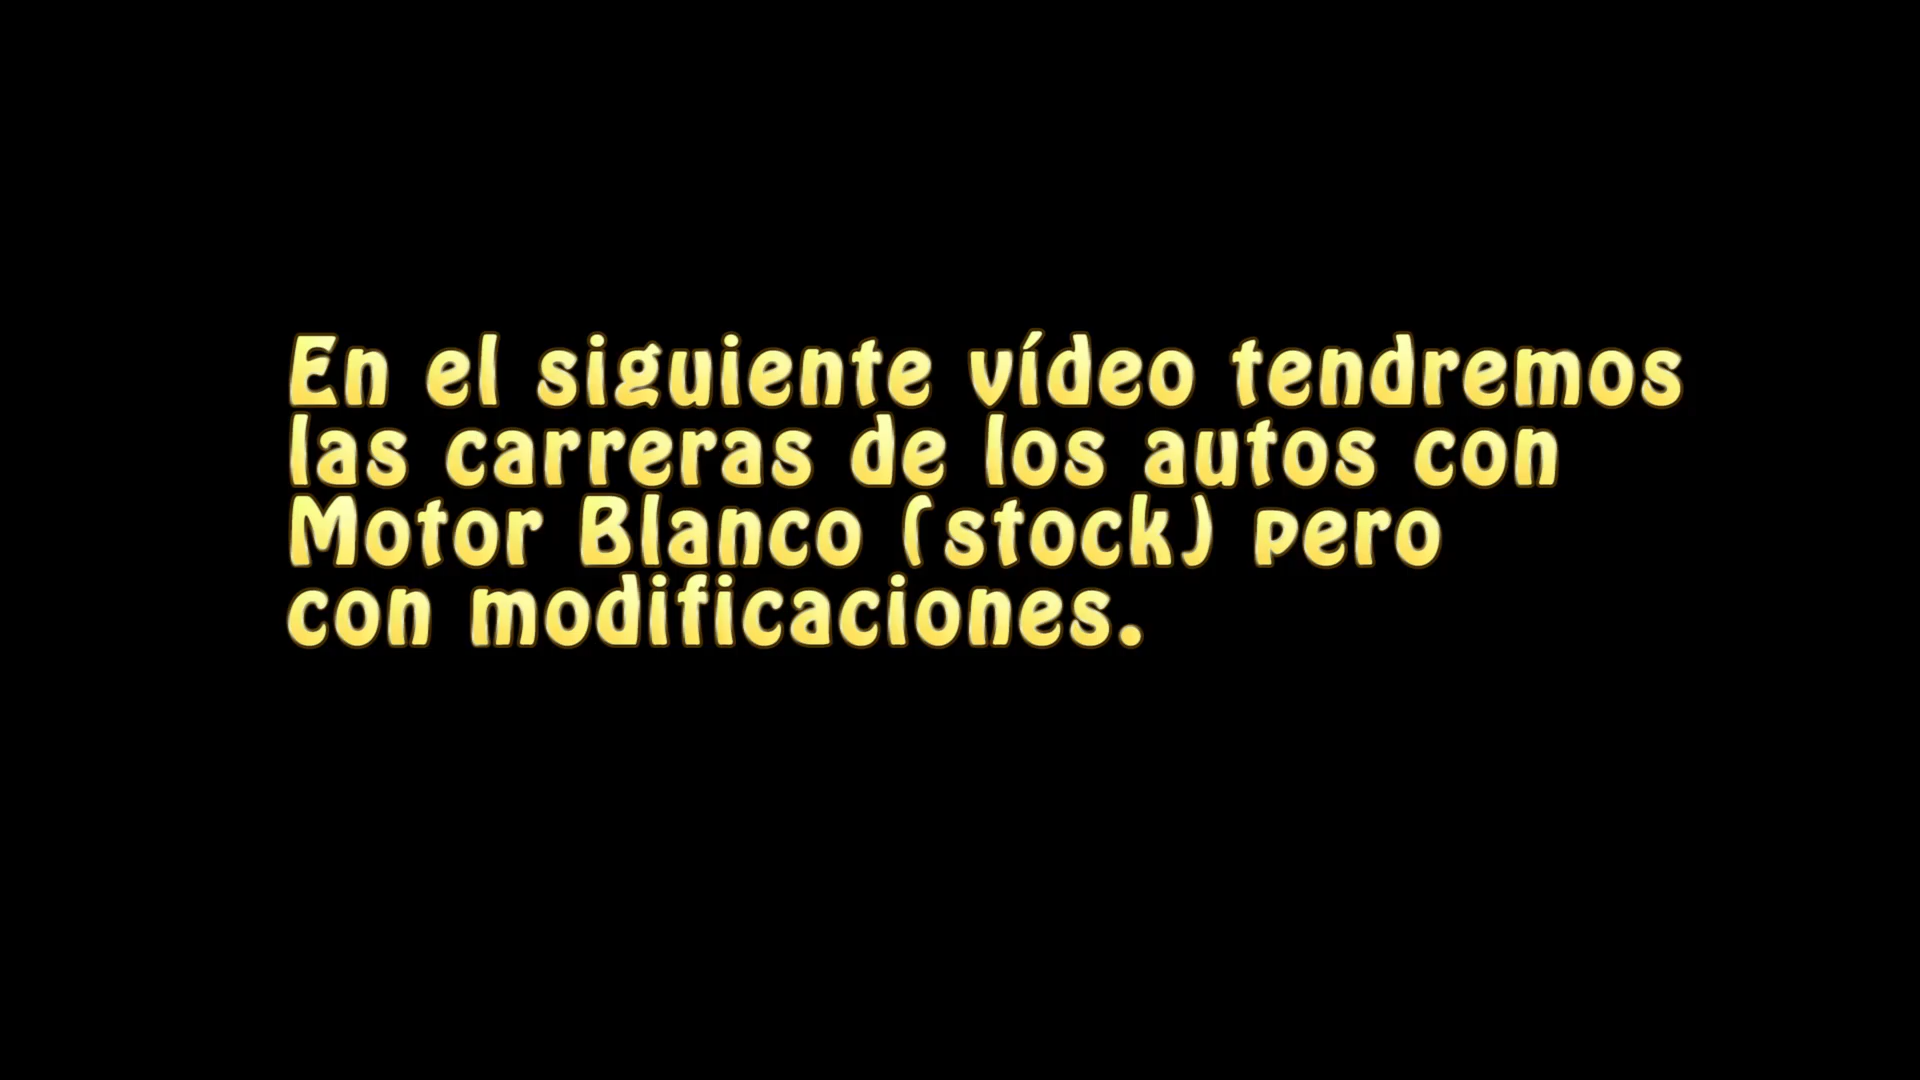 En el siguiente vídeo tendremos
las carreras de los autos con
Motor Blanco (stock) pero
con modificaciones.